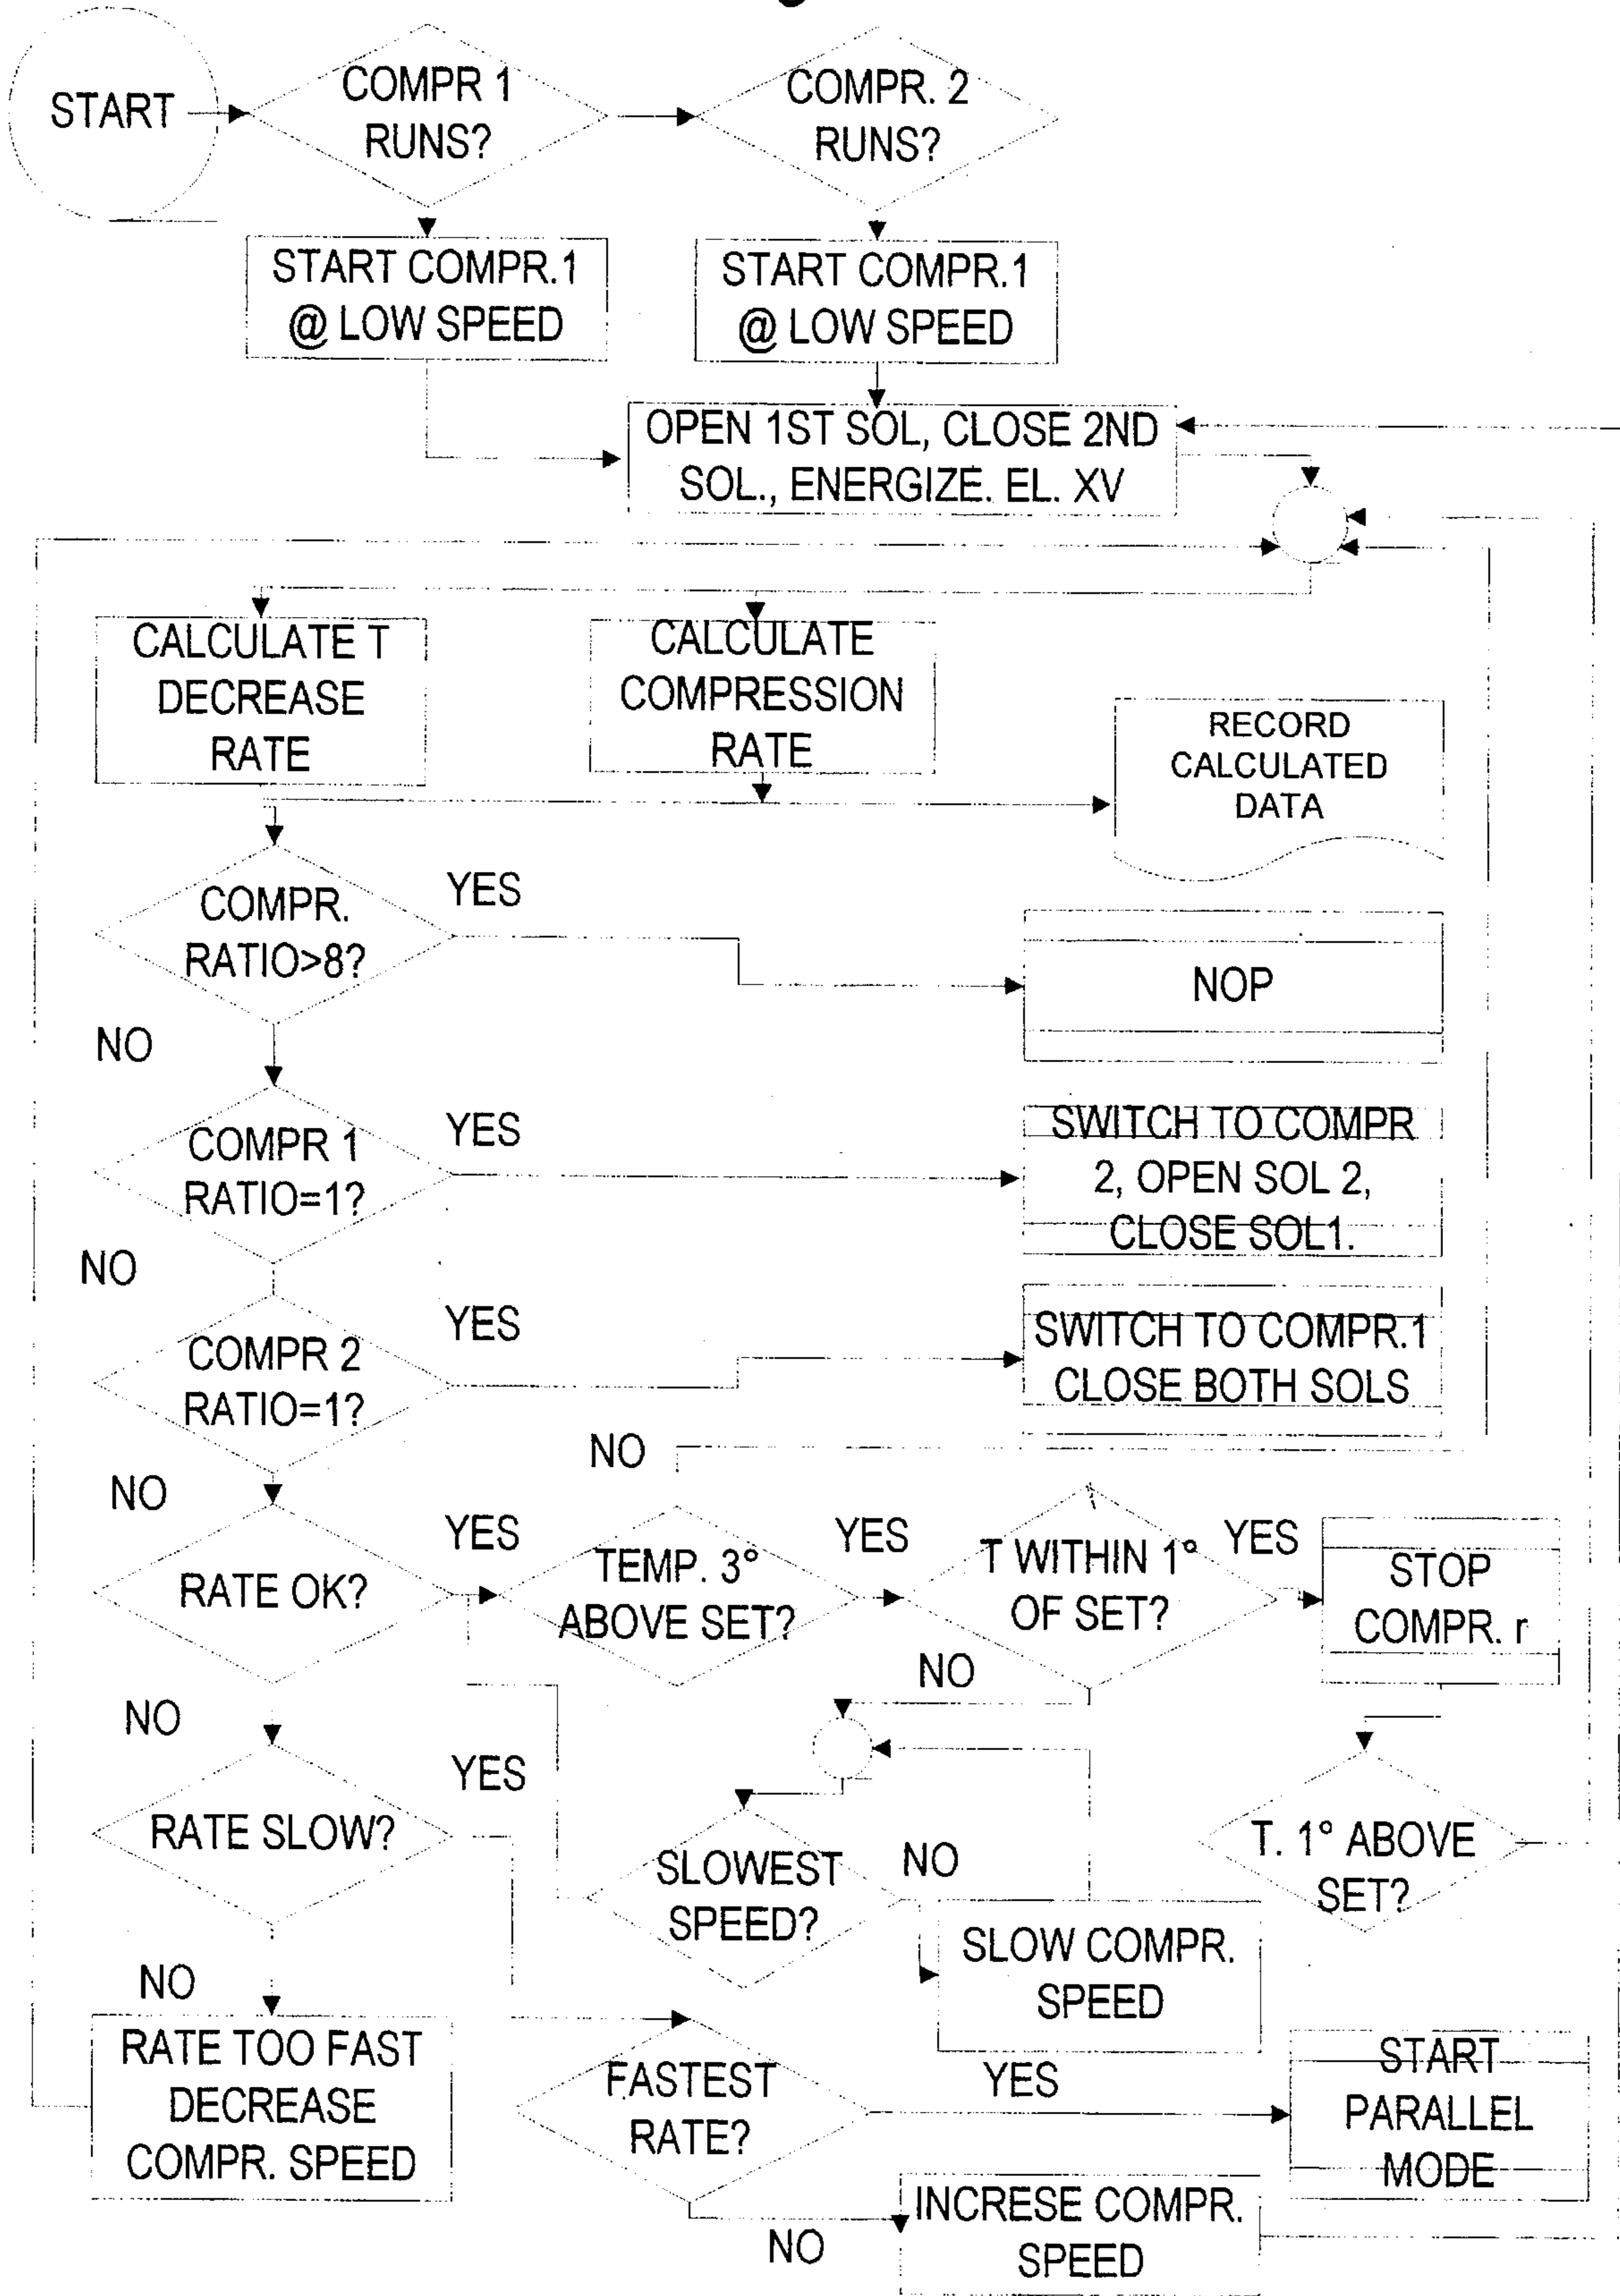 START
COMPR 1
RUNS?
COMPR. 2
RUNS?
START COMPR.1
@ LOW SPEED
START COMPR.1
@ LOW SPEED
OPEN 1ST SOL, CLOSE 2ND
SOL., ENERGIZE. EL. XV
CALCULATE T
DECREASE
RATE
CALCULATE
COMPRESSION
RATE
RECORD
CALCULATED
DATA
COMPR.
RATIO>8?
YES
NOP
NO
COMPR 1
RATIO=1?
YES
SWITCH TO COMPR
2, OPEN SOL 2,
CLOSE SOL1.
NO
COMPR 2
RATIO=1?
YES
SWITCH TO COMPR.1
CLOSE BOTH SOLS
NO
NO
RATE OK?
YES
TEMP. 3°
ABOVE SET?
YES
T WITHIN 1°
OF SET?
YES
STOP
COMPR. r
NO
NO
RATE SLOW?
YES
SLOWEST
SPEED?
NO
T. 1° ABOVE
SET?
SLOW COMPR.
SPEED
NO
RATE TOO FAST
DECREASE
COMPR. SPEED
FASTEST
RATE?
YES
START
PARALLEL
MODE
NO
INCRESE COMPR.
SPEED